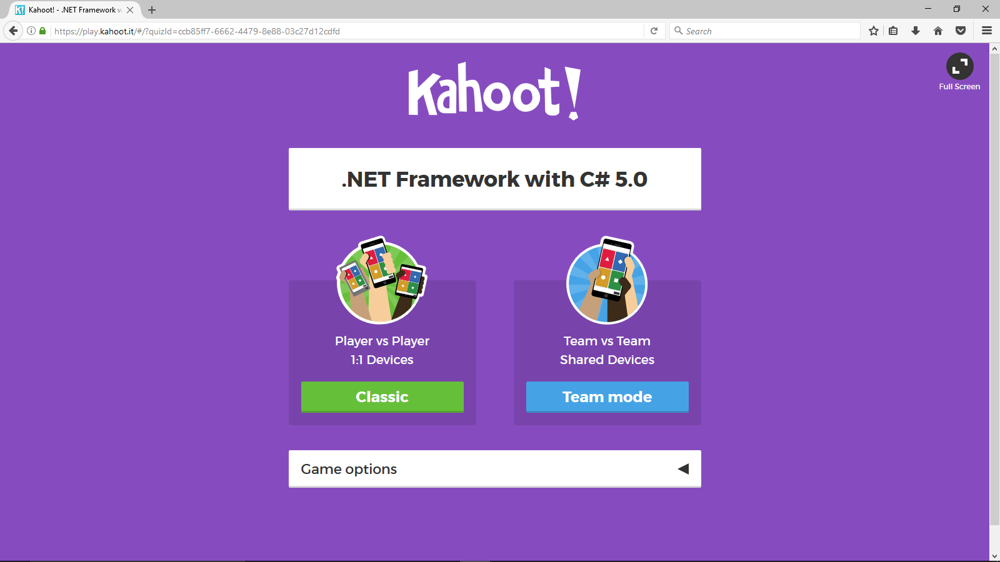 Kahoot! - .NET Framework w
https://play.kahoot.it/#/?quizId=ccb85ff7-6662-4479-8e88-03c27d12cdfd
Search
Kahoot!
Full Screen
.NET Framework with C# 5.0
Player vs Player
1:1 Devices
Classic
Team vs Team
Shared Devices
Team mode
Game options